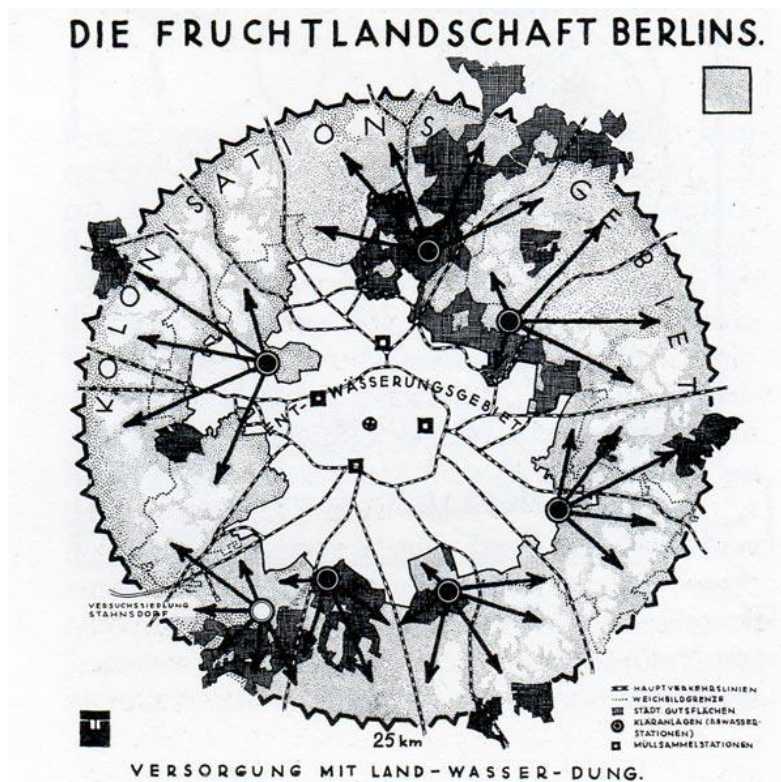 DIE FRUCHTLANDSCHAFT BERLINS.
KOLONISATIONS GEBIET
ENT-WÄSSERUNGSGEBIET
VERSUCHSSIEDLUNG
STAHNSDORF
HAUPTVERKEHRSLINIEN
WEICHBILDGRENZE
STÄDT. GUTSFLÄCHEN
KLÄRANLAGEN (ABWASSER-
STATIONEN)
MÜLLSAMMELSTATIONEN
25 km
VERSORGUNG MIT LAND-WASSER-DUNG.